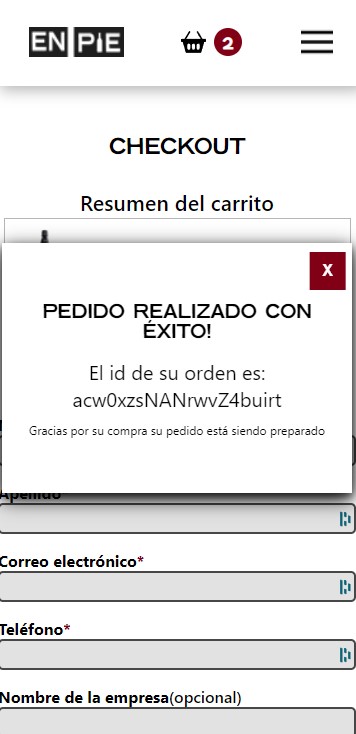 EN PIE
2
CHECKOUT
Resumen del carrito
X
PEDIDO REALIZADO CON
ÉXITO!
El id de su orden es:
acw0xzsNANrwvZ4buirt
Gracias por su compra su pedido está siendo preparado
Apellido
Correo electrónico*
Teléfono*
Nombre de la empresa(opcional)